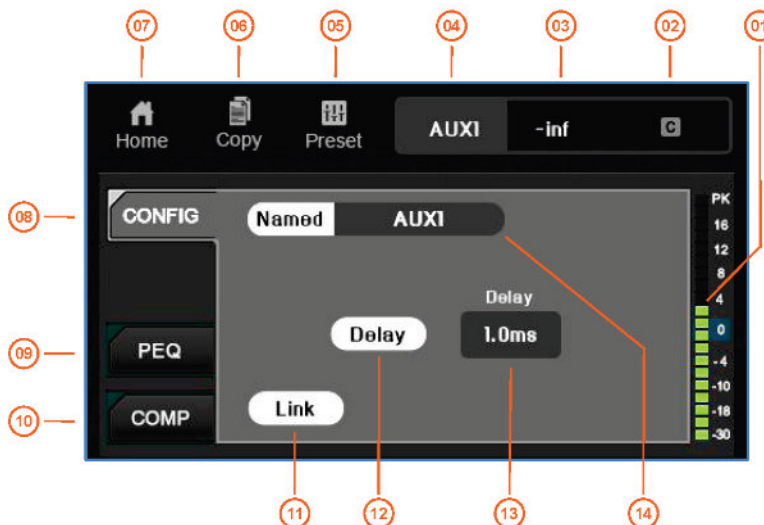 07 06 05 04 03 02 01
Home Copy Preset AUX1 -inf C
PK
08 CONFIG Named AUX1 16
12
8
Delay 4
Delay 1.0ms 0
09 PEQ -4
-10
10 COMP Link -18
-30
11 12 13 14